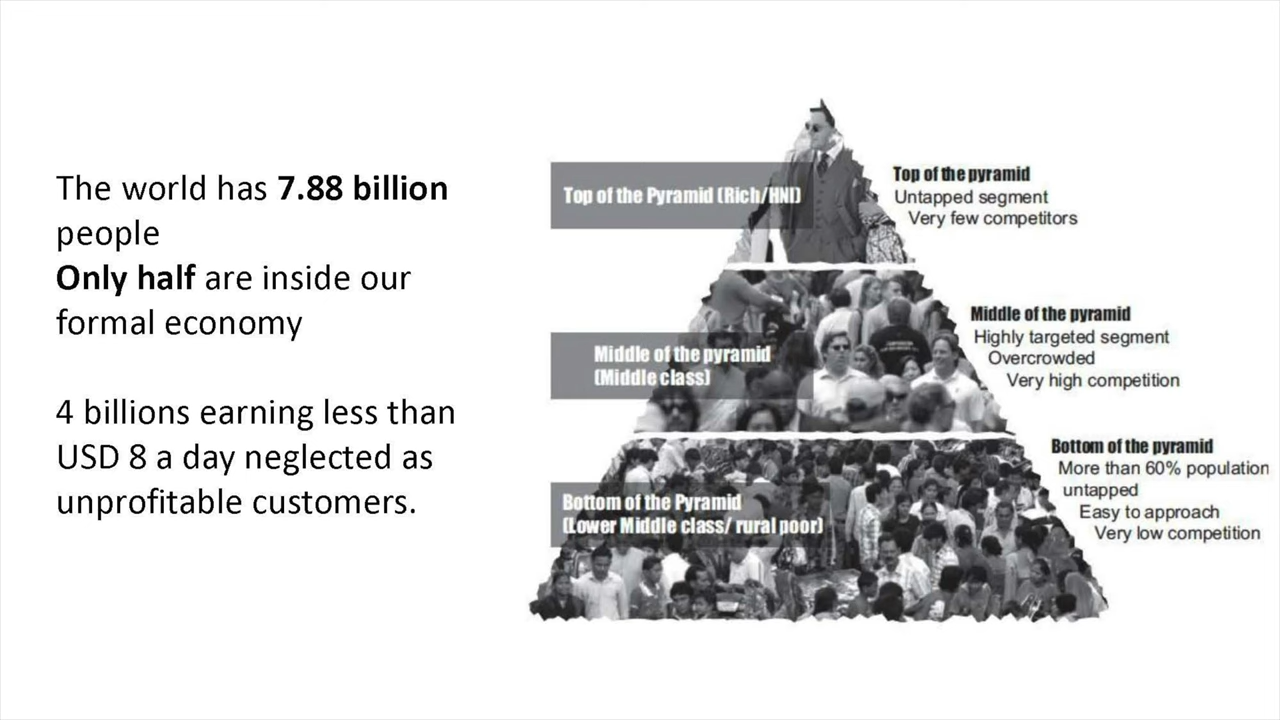 The world has 7.88 billion
people
Only half are inside our
formal economy
4 billions earning less than
USD 8 a day neglected as
unprofitable customers.
Top of the Pyramid (Rich/HNI)
Top of the pyramid
Untapped segment
Very few competitors
Middle of the pyramid
(Middle class)
Middle of the pyramid
Highly targeted segment
Overcrowded
Very high competition
Bottom of the Pyramid
(Lower Middle class/ rural poor)
Bottom of the pyramid
More than 60% population
untapped
Easy to approach
Very low competition